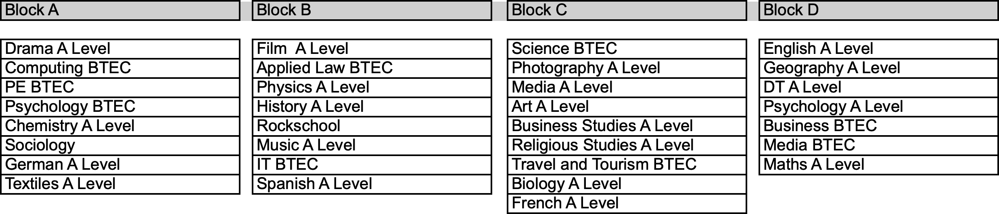 Block A
Block B
Block C
Block D
Drama A Level
Film  A Level
Science BTEC
English A Level
Computing BTEC
Applied Law BTEC
Photography A Level
Geography A Level
PE BTEC
Physics A Level
Media A Level
DT A Level
Psychology BTEC
History A Level
Art A Level
Psychology A Level
Chemistry A Level
Rockschool
Business Studies A Level
Business BTEC
Sociology
Music A Level
Religious Studies A Level
Media BTEC
German A Level
IT BTEC
Travel and Tourism BTEC
Maths A Level
Textiles A Level
Spanish A Level
Biology A Level
French A Level